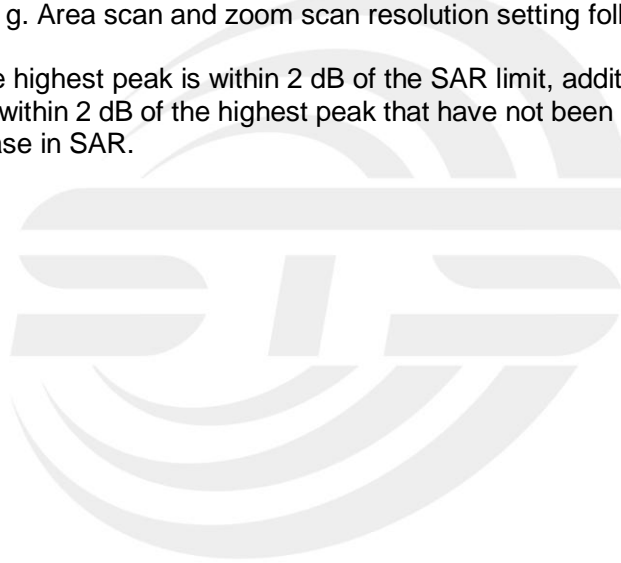 g. Area scan and zoom scan resolution setting foll
highest peak is within 2 dB of the SAR limit, addit
within 2 dB of the highest peak that have not been
in SAR.
STS